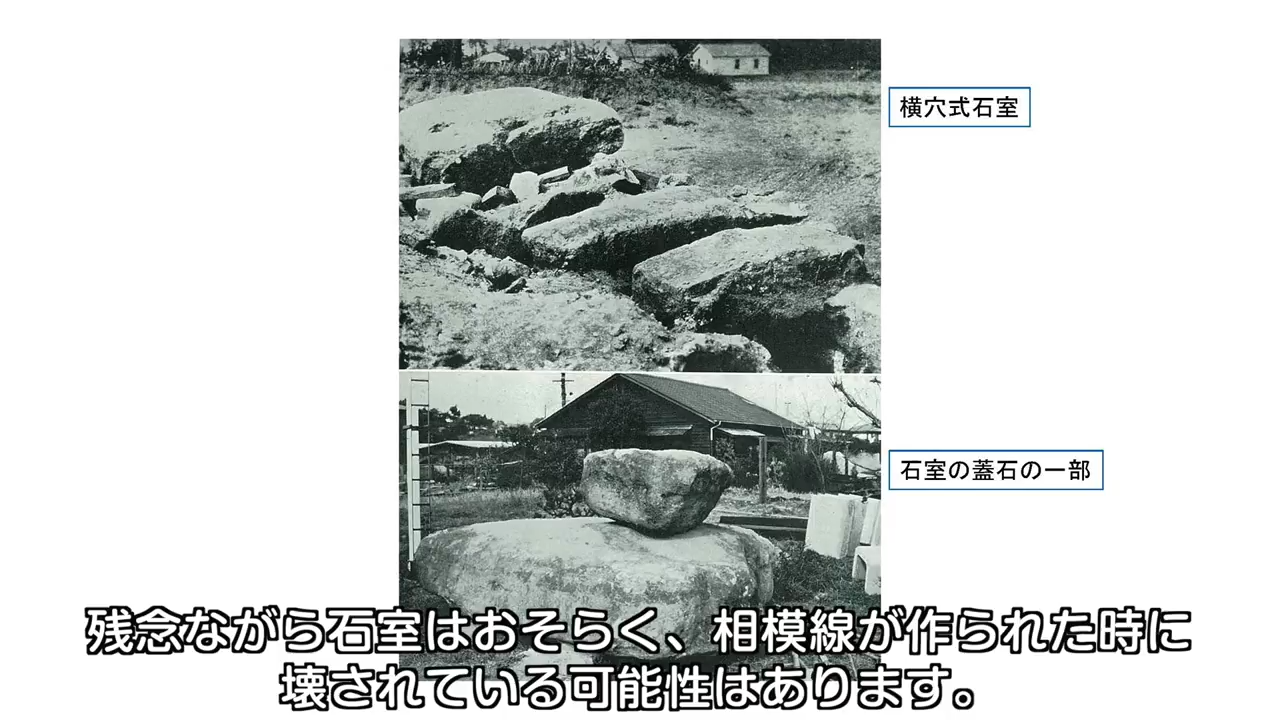 横穴式石室
石室の蓋石の一部
残念ながら石室はおそらく、相模線が作られた時に
壊されている可能性はあります。